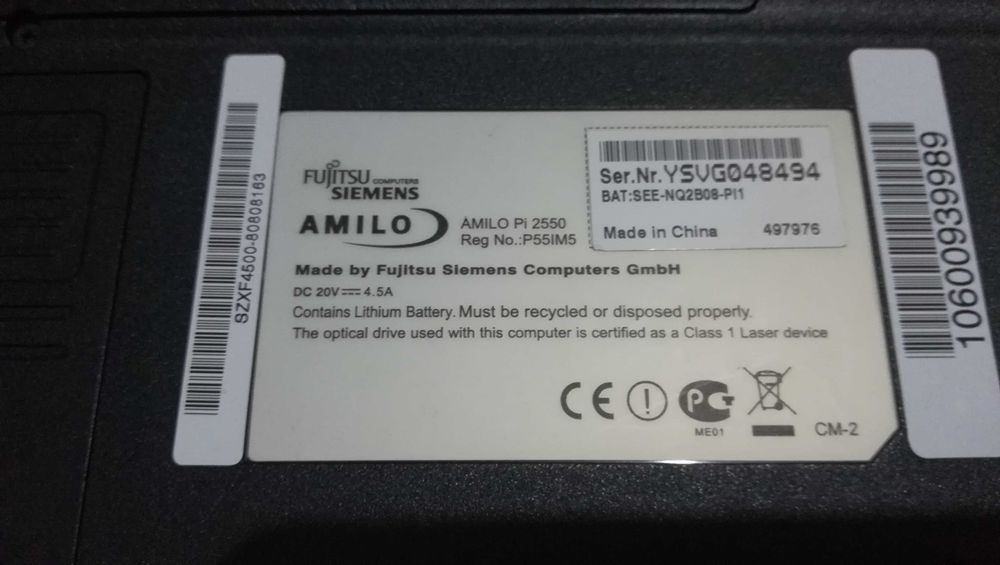 SZXF4500-80808163
FUJITSU COMPUTERS
SIEMENS
AMILO
AMILO Pi 2550
Reg No.:P55IM5
Ser.Nr.YSVG048494
BAT:SEE-NQ2B08-PI1
Made in China 497976
Made by Fujitsu Siemens Computers GmbH
DC 20V⎓4.5A
Contains Lithium Battery. Must be recycled or disposed properly.
The optical drive used with this computer is certified as a Class 1 Laser device
CE
PCT
ME01
CM-2
10600939989